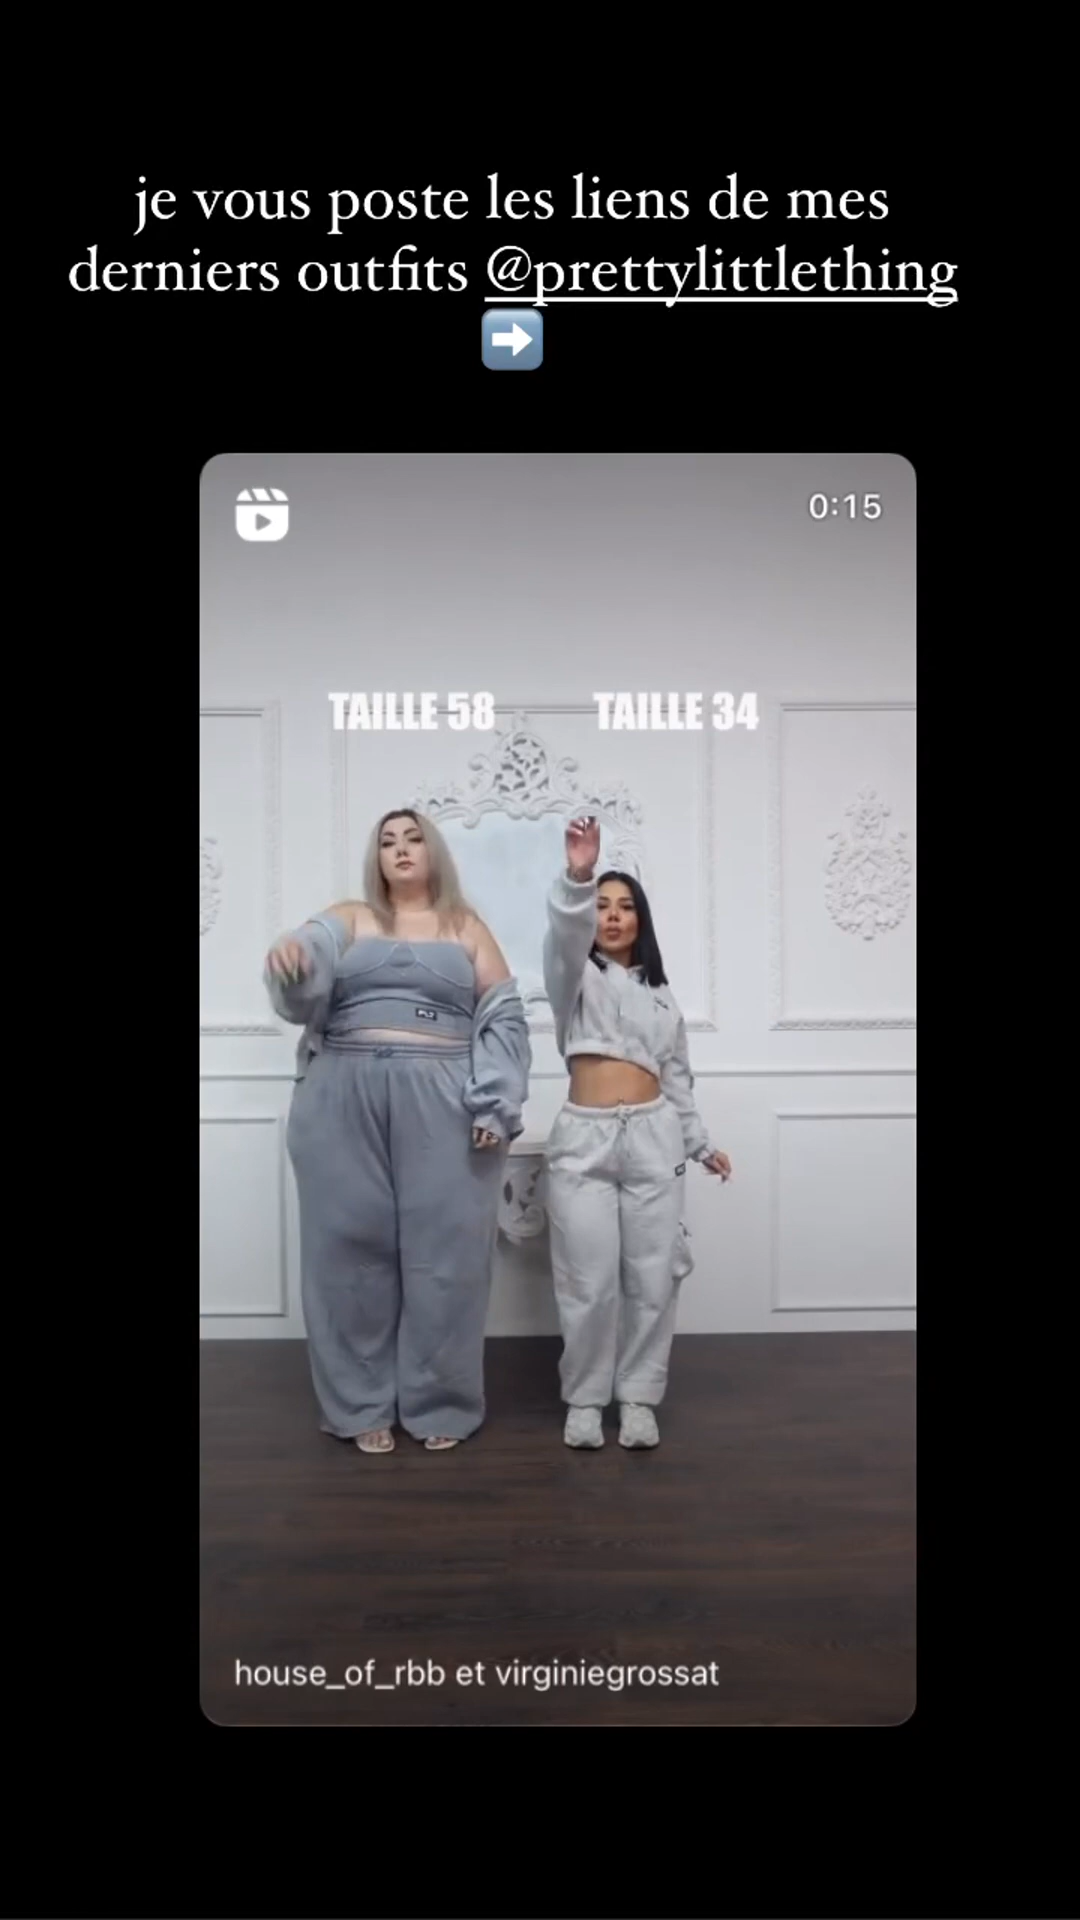 je vous poste les liens de mes
derniers outfits @prettylittlething
➡️
0:15
TAILLE 58 TAILLE 34
PLT
house_of_rbb et virginiegrossat